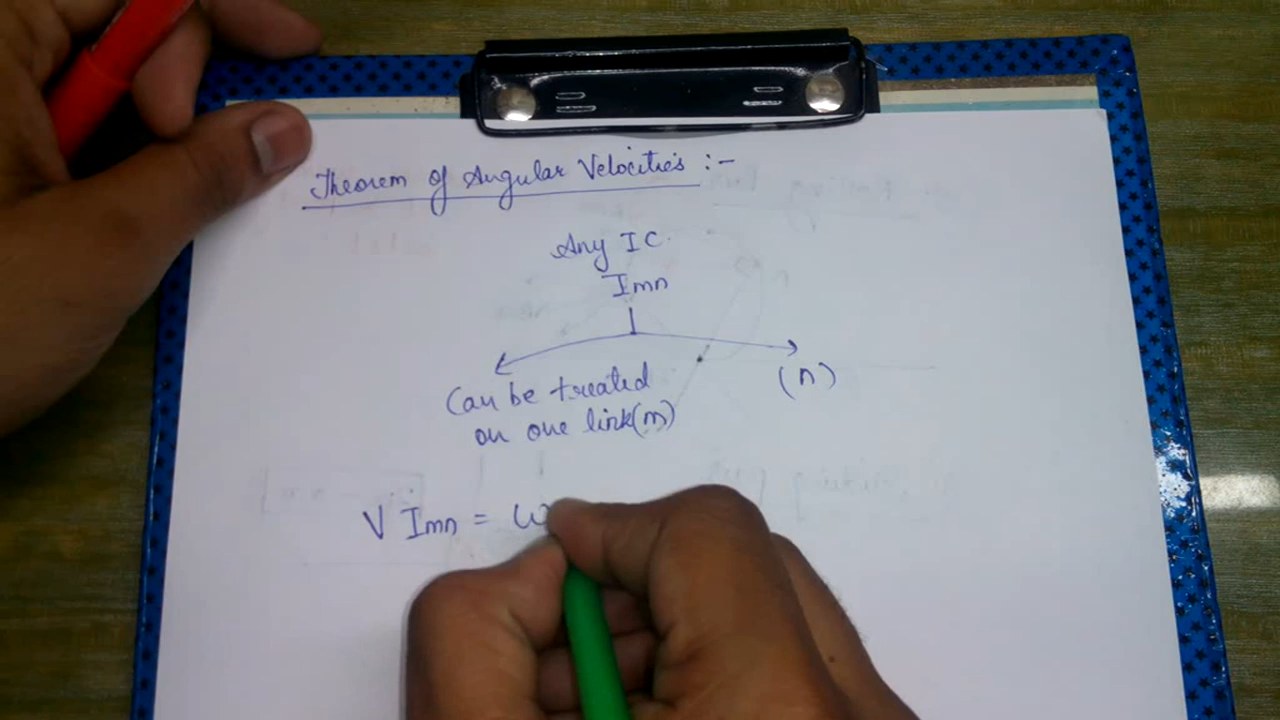 Theorem of Angular Velocities :-
Any IC.
Imn
Can be treated
on one link(m)
(n)
V Imn = ω